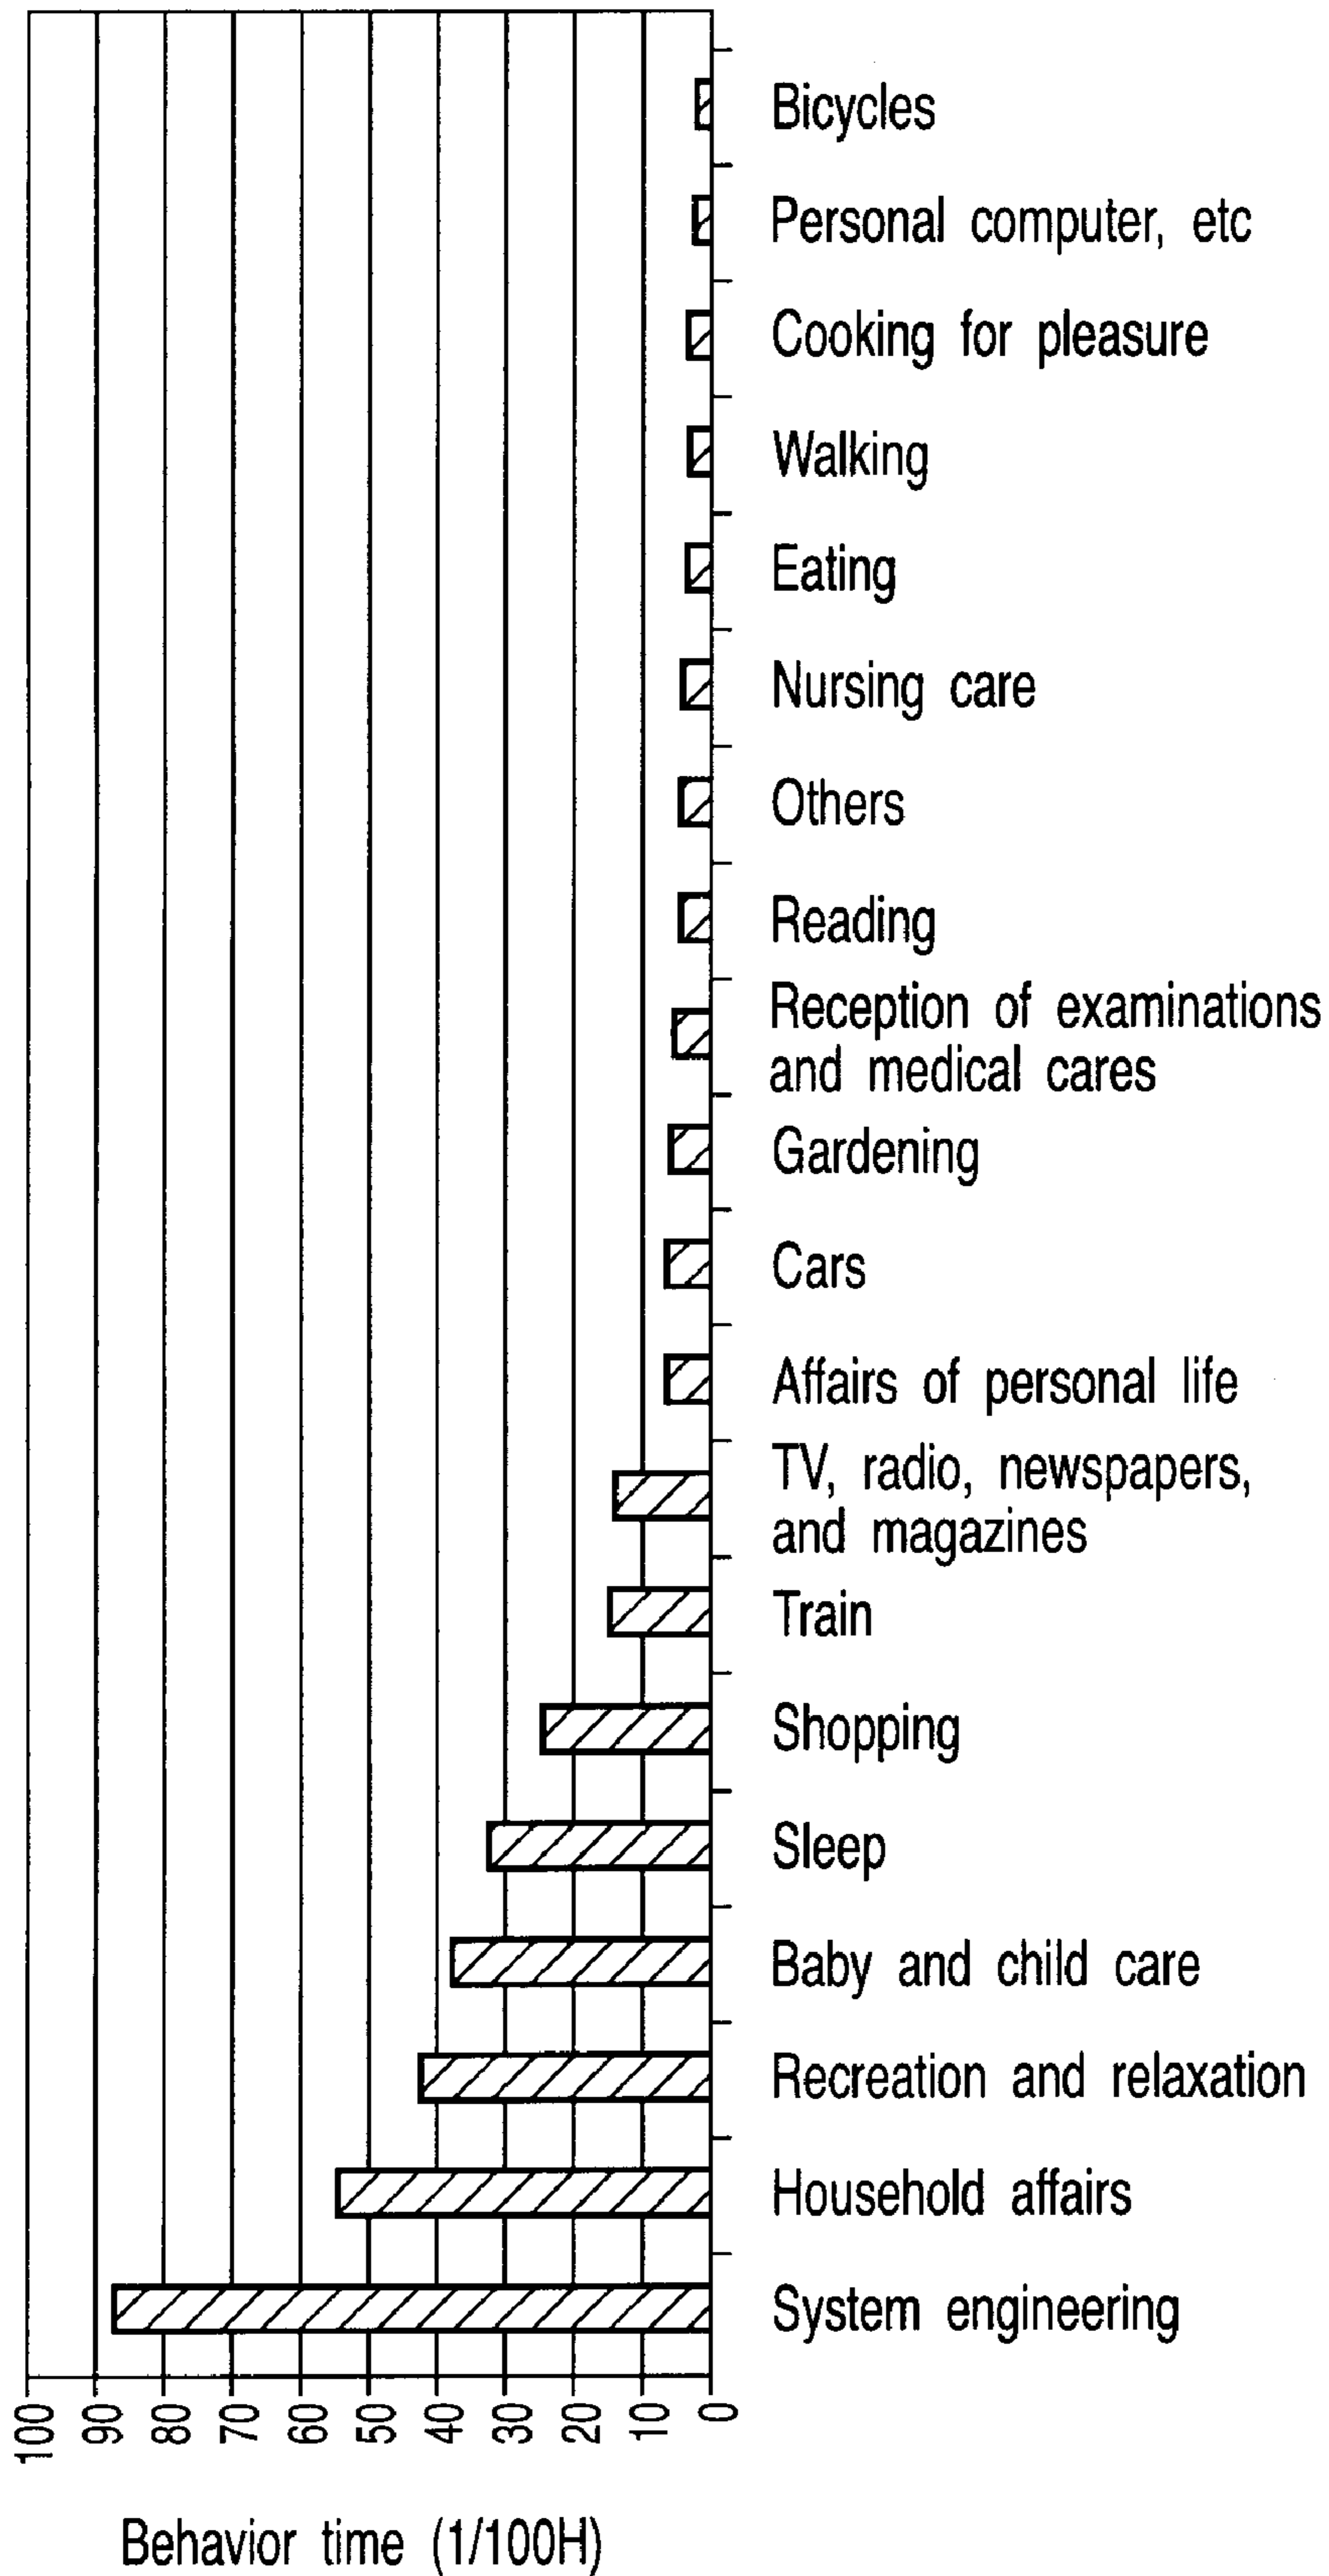 Bicycles
Personal computer, etc
Cooking for pleasure
Walking
Eating
Nursing care
Others
Reading
Reception of examinations
and medical cares
Gardening
Cars
Affairs of personal life
TV, radio, newspapers,
and magazines
Train
Shopping
Sleep
Baby and child care
Recreation and relaxation
Household affairs
System engineering
100
90
80
70
60
50
40
30
20
10
0
Behavior time (1/100H)